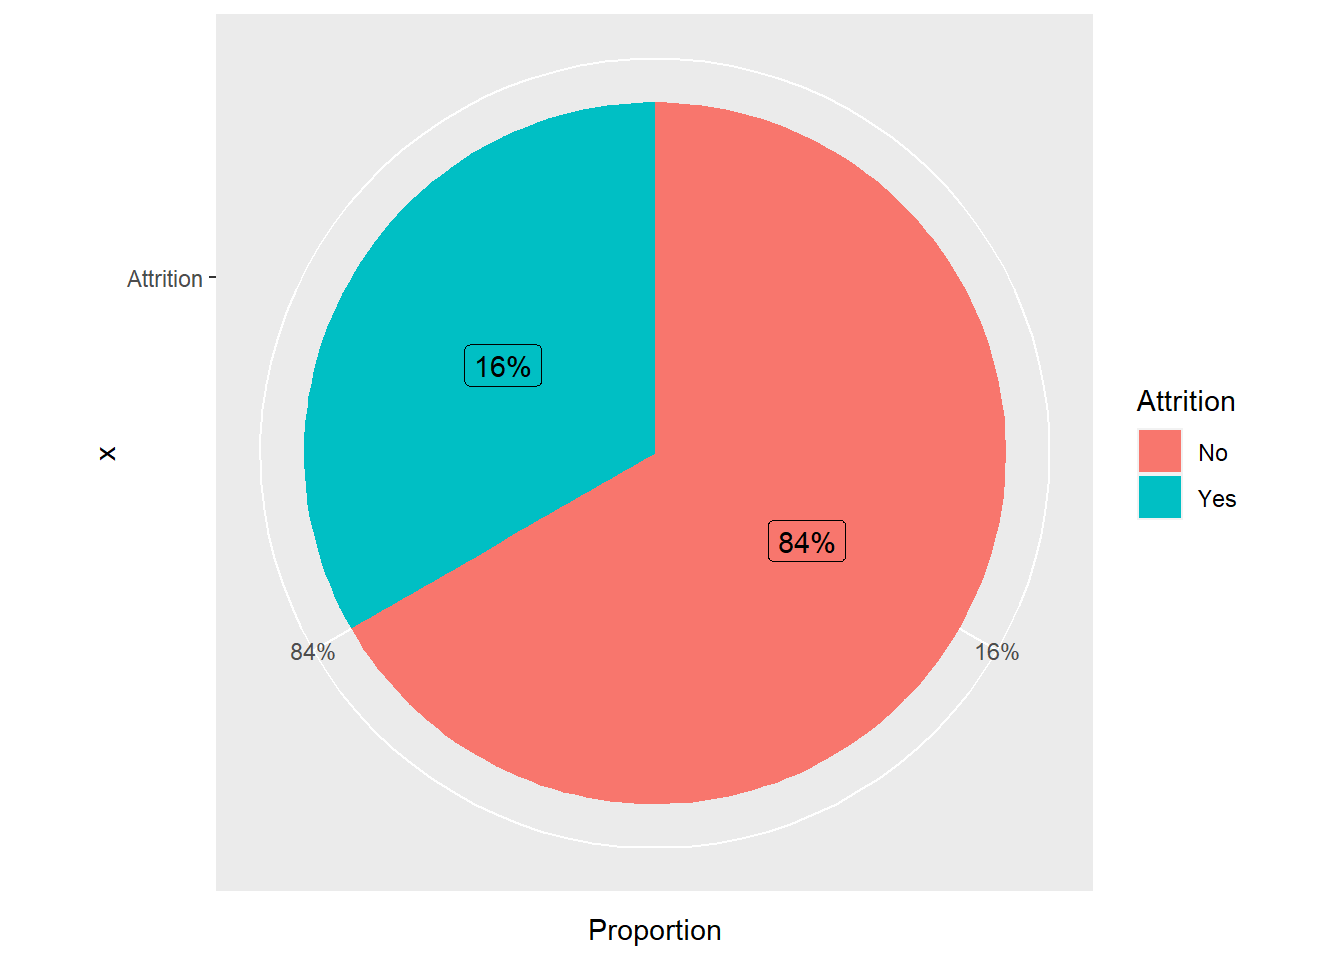 Attrition
x
16%
84%
84%
16%
Proportion
Attrition
No
Yes